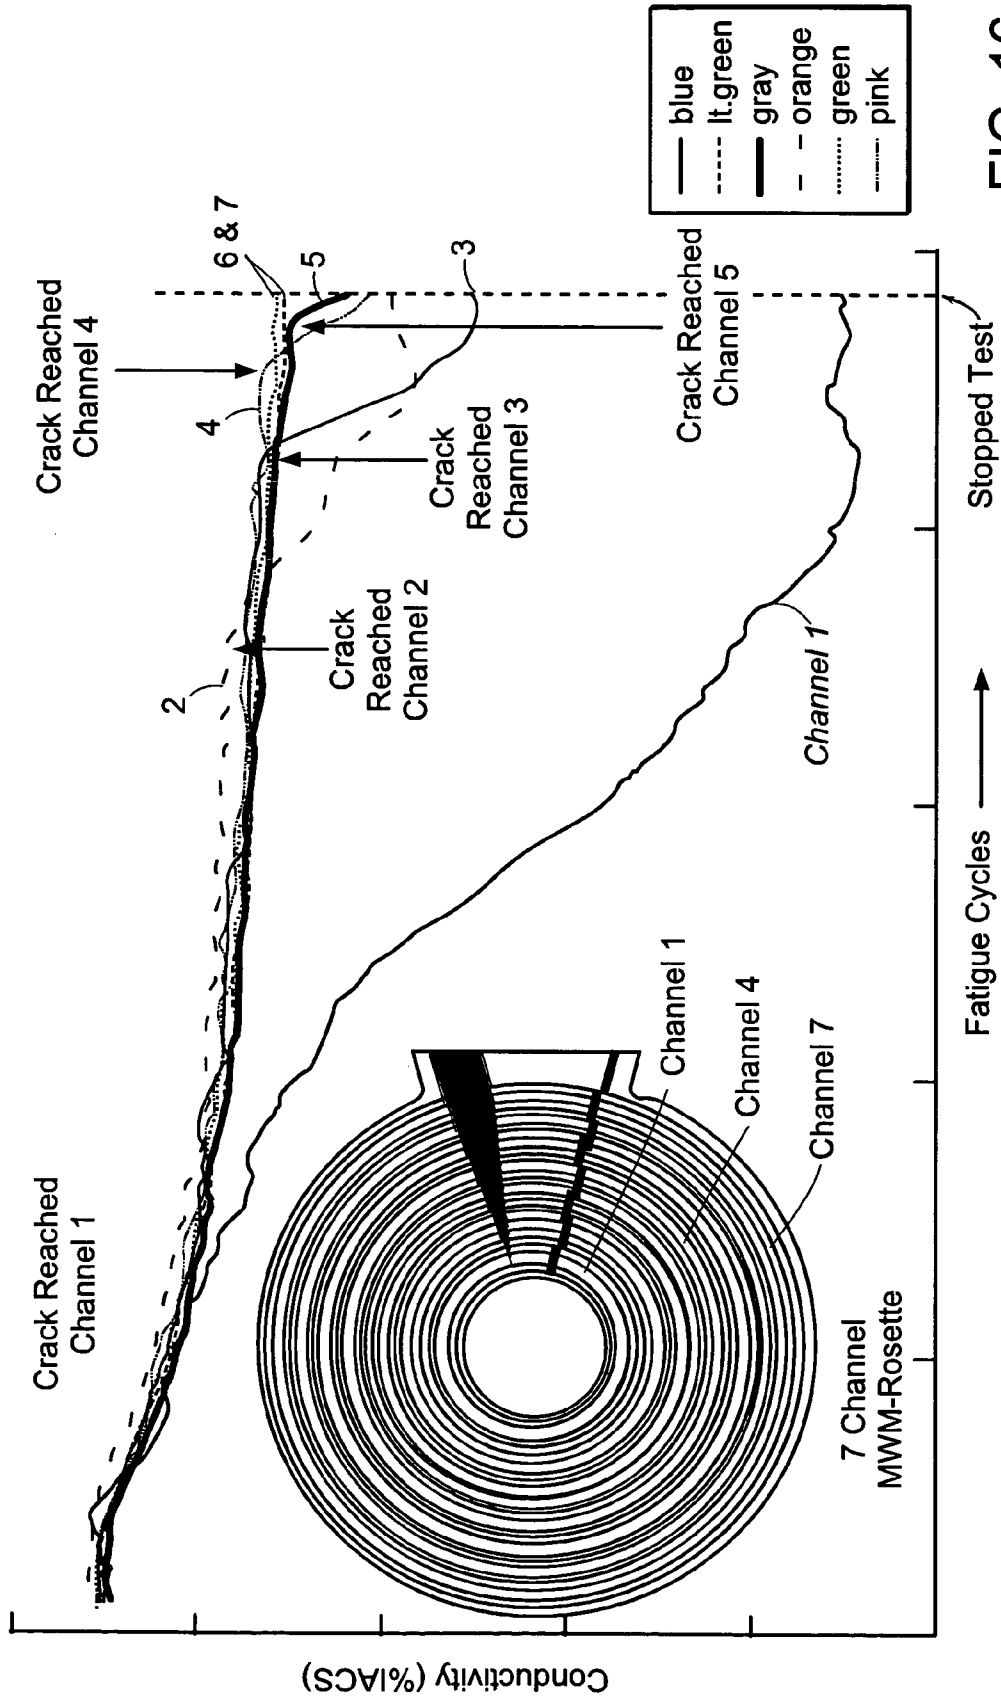 Crack Reached
Channel 1
Crack Reached
Channel 4
2
4
6 & 7
5
3
Crack
Reached
Channel 2
Crack
Reached
Channel 3
Crack Reached
Channel 5
blue
lt.green
gray
orange
green
pink
Channel 1
Channel 1
Channel 4
Channel 7
7 Channel
MWM-Rosette
Conductivity (%IACS)
Fatigue Cycles
Stopped Test
FIG.